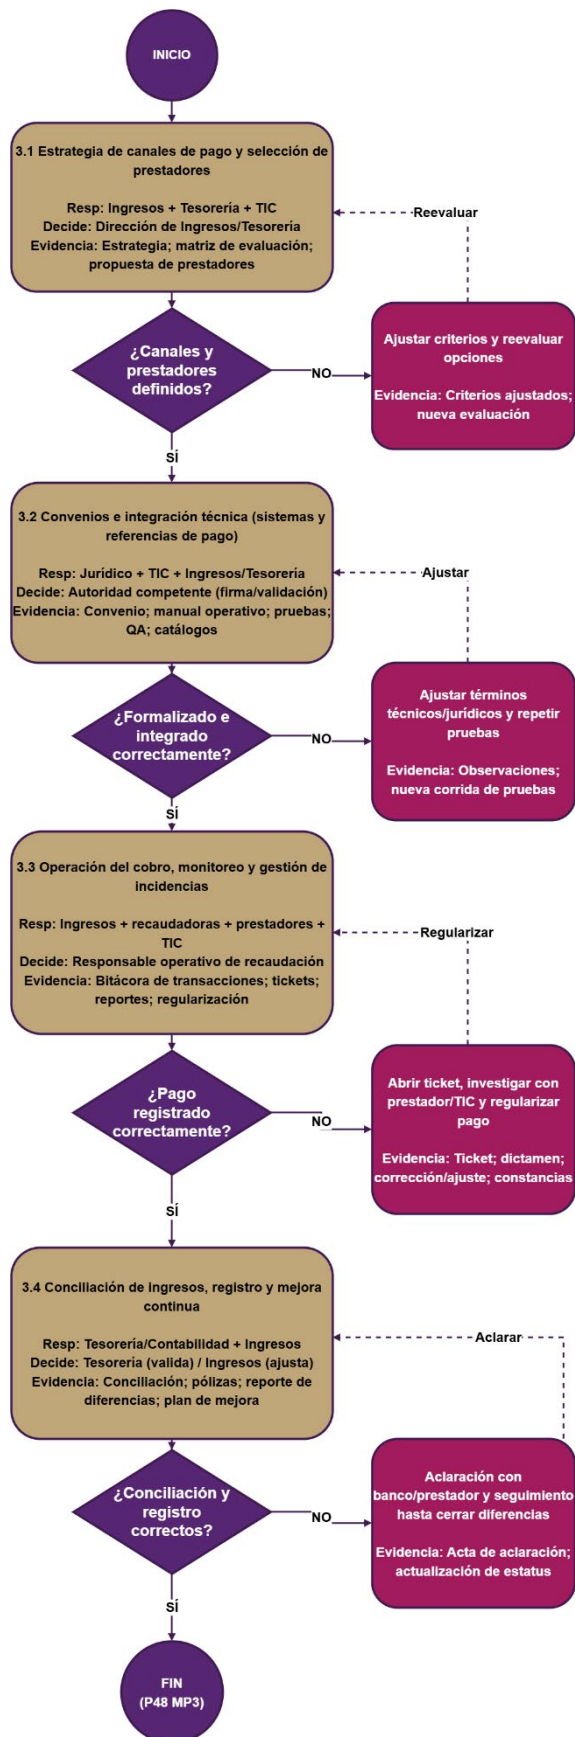 INICIO
3.1 Estrategia de canales de pago y selección de
prestadores
Resp: Ingresos + Tesorería + TIC
Decide: Dirección de Ingresos/Tesorería
Evidencia: Estrategia; matriz de evaluación;
propuesta de prestadores
Reevaluar
¿Canales y
prestadores
definidos?
NO
Ajustar criterios y reevaluar
opciones
Evidencia: Criterios ajustados;
nueva evaluación
SÍ
3.2 Convenios e integración técnica (sistemas y
referencias de pago)
Resp: Jurídico + TIC + Ingresos/Tesorería
Decide: Autoridad competente (firma/validación)
Evidencia: Convenio; manual operativo; pruebas;
QA; catálogos
Ajustar
¿Formalizado e
integrado
correctamente?
NO
Ajustar términos
técnicos/jurídicos y repetir
pruebas
Evidencia: Observaciones;
nueva corrida de pruebas
SÍ
3.3 Operación del cobro, monitoreo y gestión de
incidencias
Resp: Ingresos + recaudadoras + prestadores +
TIC
Decide: Responsable operativo de recaudación
Evidencia: Bitácora de transacciones; tickets;
reportes; regularización
Regularizar
¿Pago
registrado
correctamente?
NO
Abrir ticket, investigar con
prestador/TIC y regularizar
pago
Evidencia: Ticket; dictamen;
corrección/ajuste; constancias
SÍ
3.4 Conciliación de ingresos, registro y mejora
continua
Resp: Tesorería/Contabilidad + Ingresos
Decide: Tesorería (valida) / Ingresos (ajusta)
Evidencia: Conciliación; pólizas; reporte de
diferencias; plan de mejora
Aclarar
¿Conciliación y
registro
correctos?
NO
Aclaración con
banco/prestador y seguimiento
hasta cerrar diferencias
Evidencia: Acta de aclaración;
actualización de estatus
SÍ
FIN
(P48 MP3)